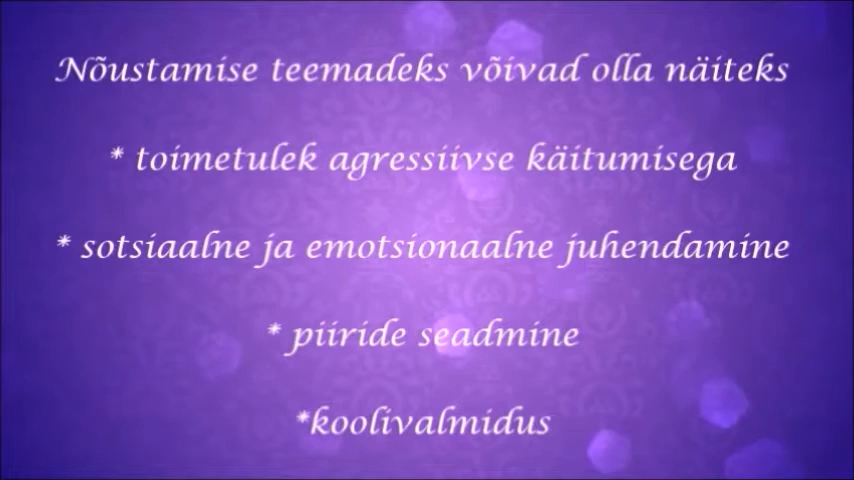 Nõustamise teemadeks võivad olla näiteks
* toimetulek agressiivse käitumisega
* sotsiaalne ja emotsionaalne juhendamine
* piiride seadmine
*koolivalmidus